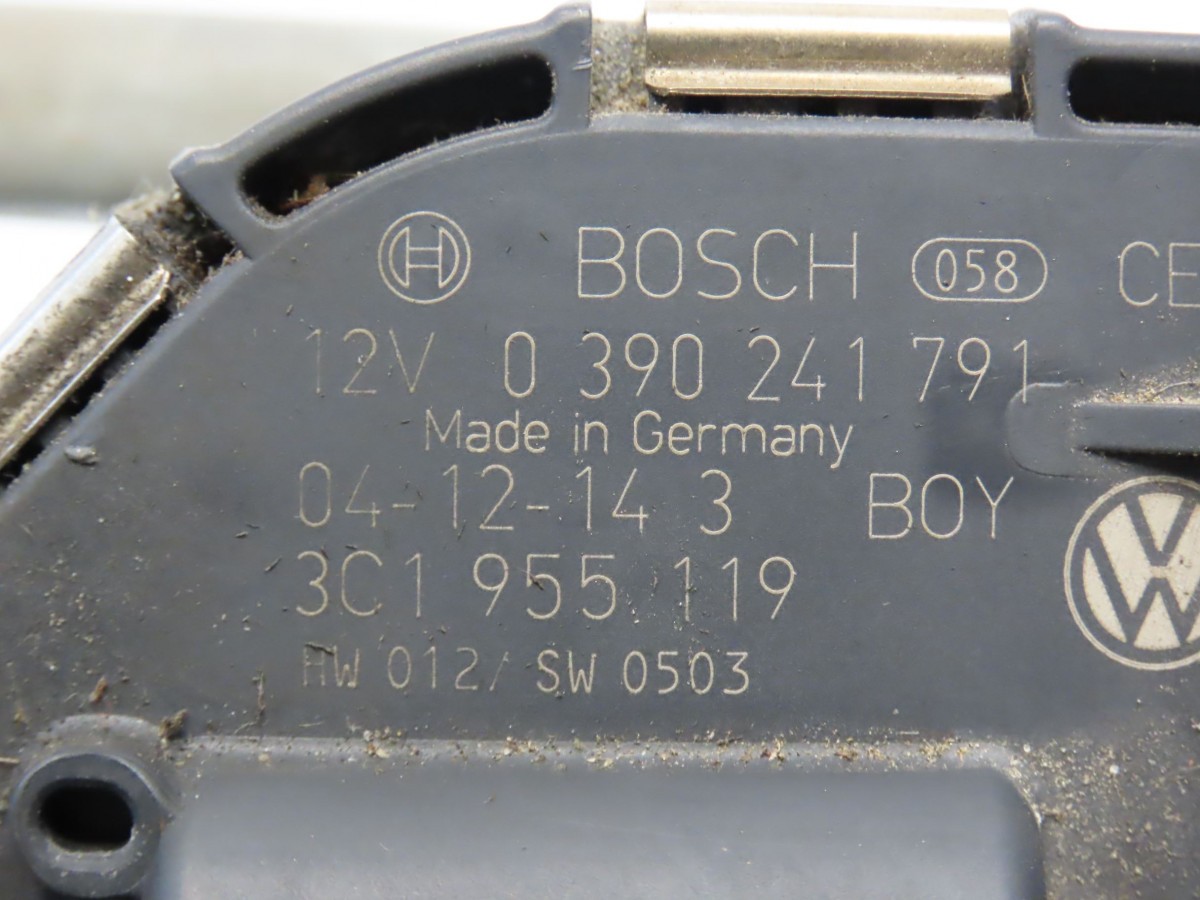 BOSCH 058 CE
12V 0 390 241 791
Made in Germany
04-12-14 3 BOY
3C1 955 119
HW 012/ SW 0503